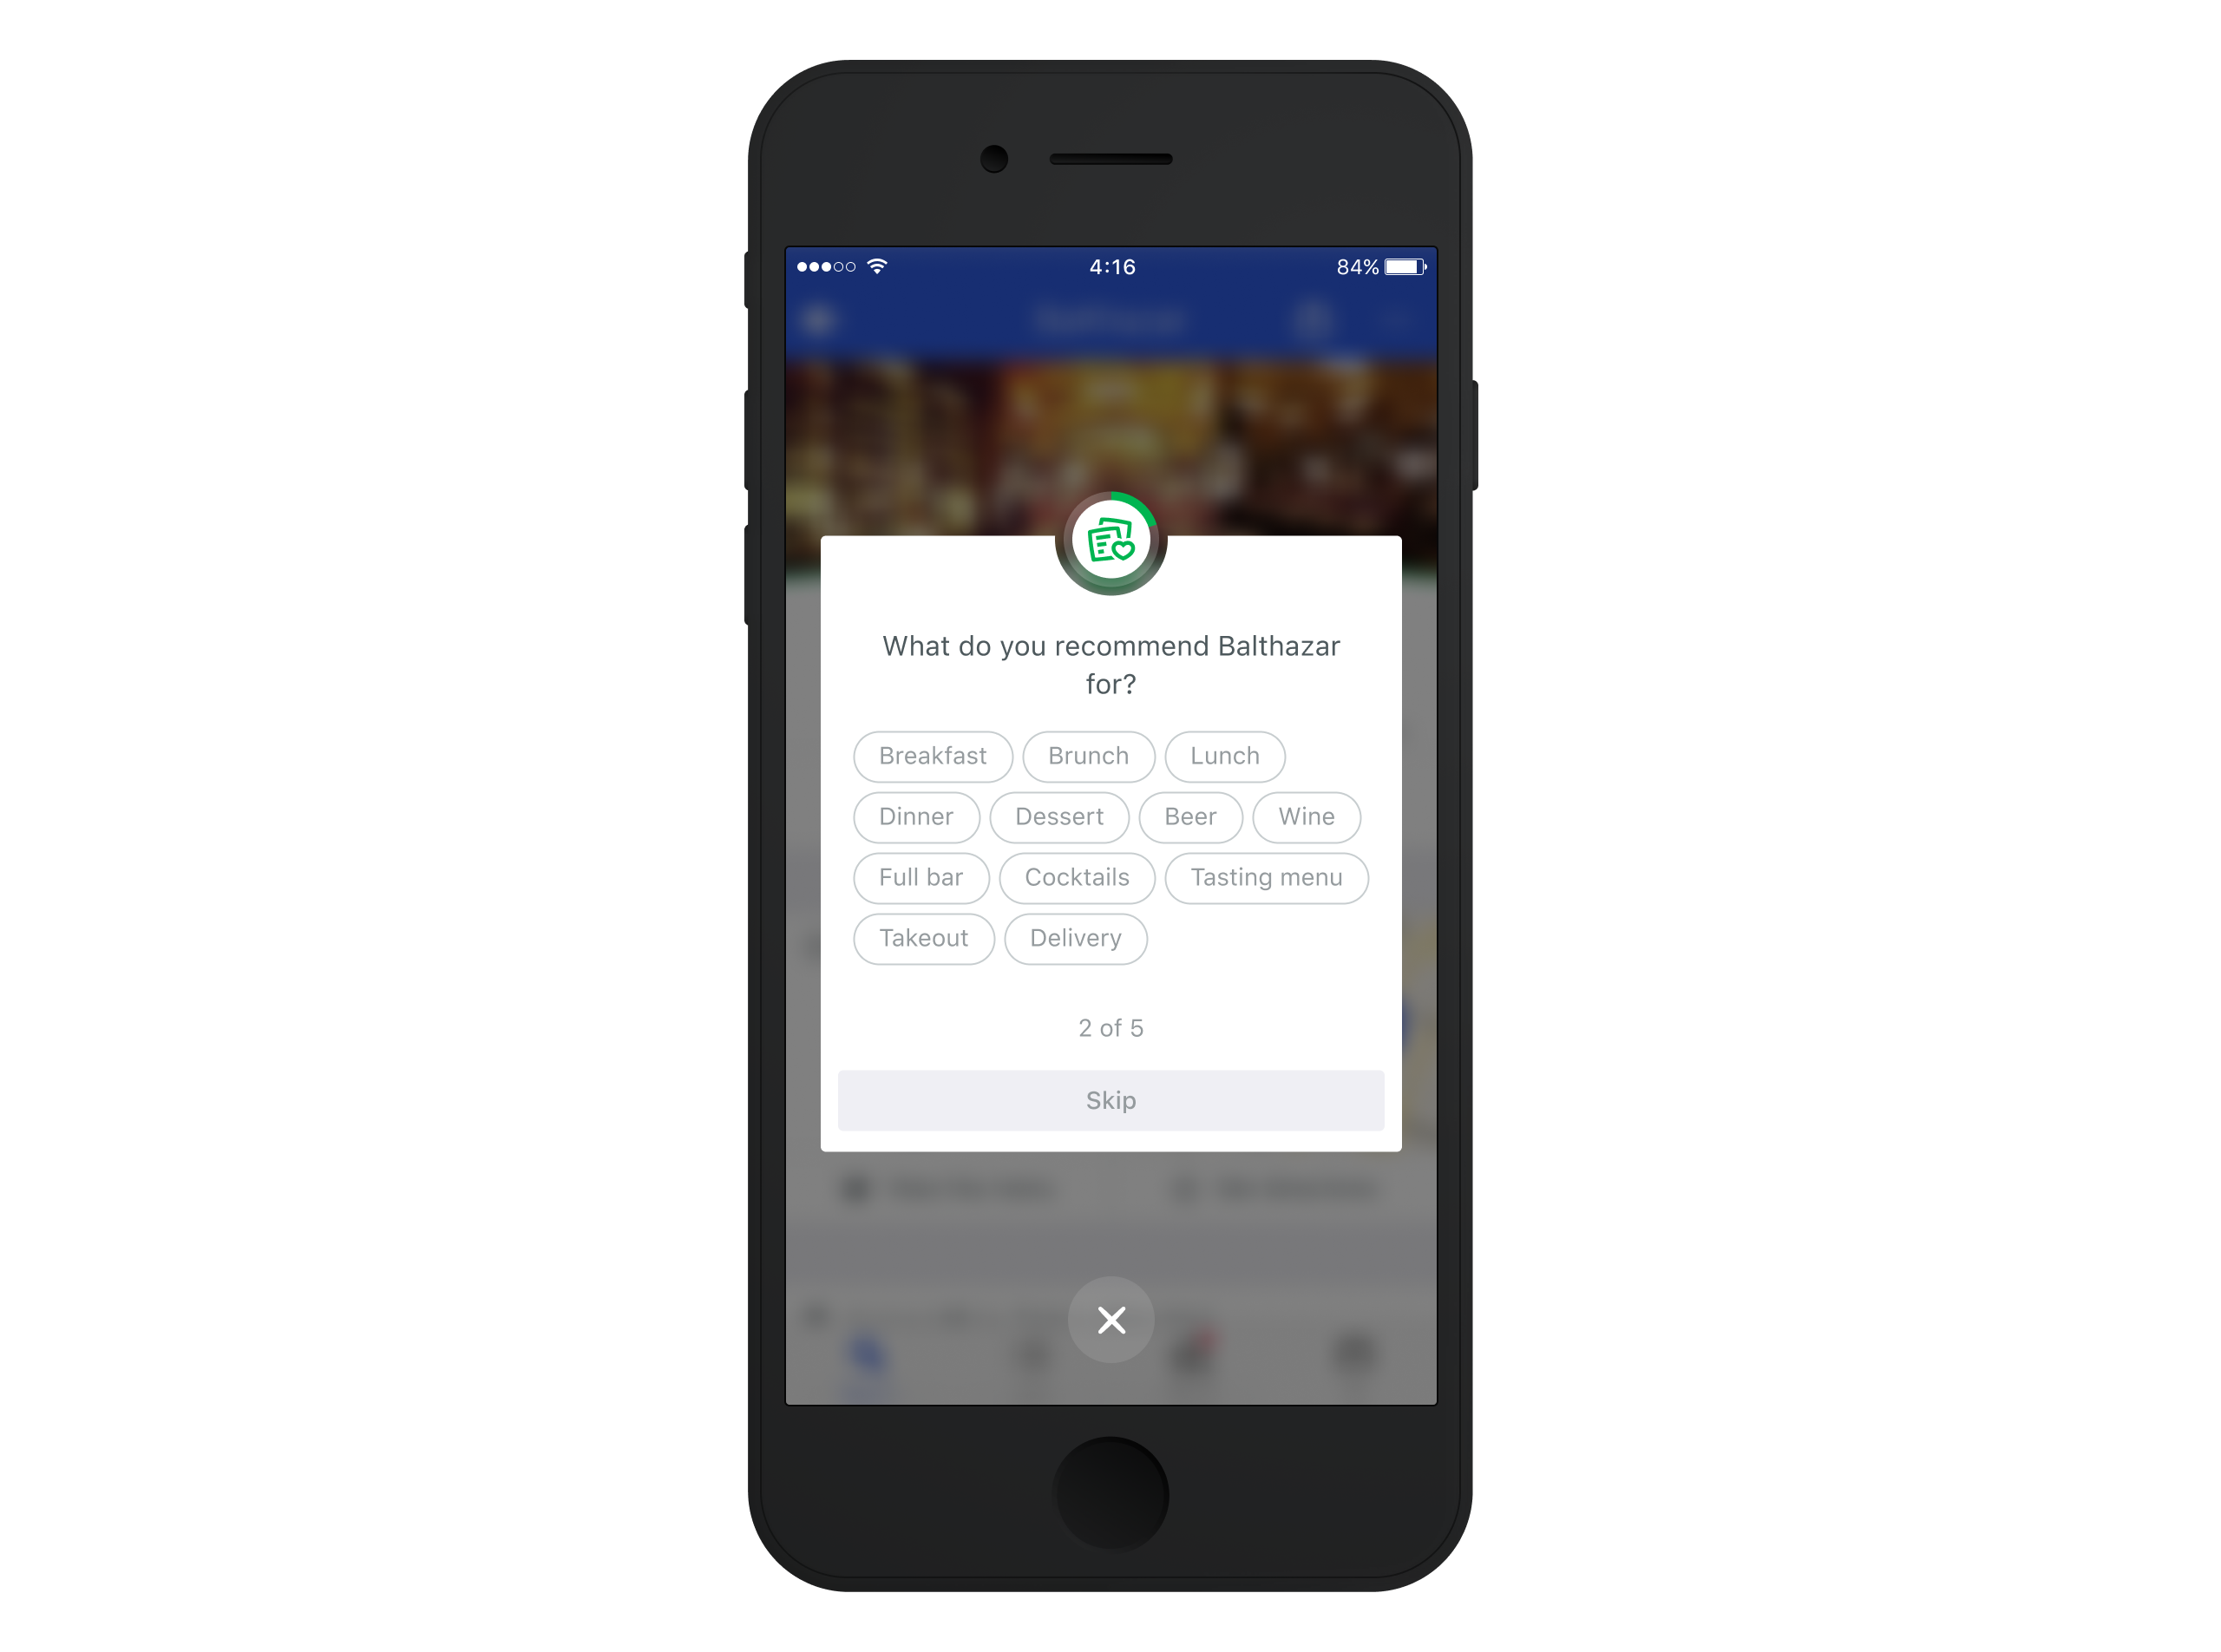 4:16
84%
Balthazar
What do you recommend Balthazar
for?
Breakfast Brunch Lunch
Dinner Dessert Beer Wine
Full bar Cocktails Tasting menu
Takeout Delivery
2 of 5
Skip